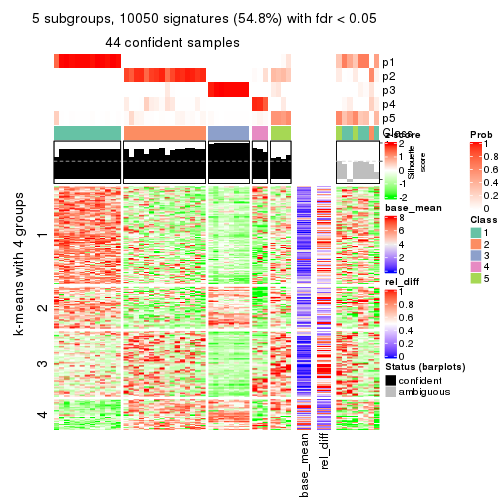 5 subgroups, 10050 signatures (54.8%) with fdr < 0.05
44 confident samples
p1
p2
p3
p4
p5
Class
z-score
2
1
0
-1
-2
Silhouette
score
Prob
1
0.8
0.6
0.4
0.2
0
Class
1
2
3
4
5
base_mean
8
6
4
2
0
rel_diff
1
0.8
0.6
0.4
0.2
0
Status (barplots)
confident
ambiguous
k-means with 4 groups
1
2
3
4
base_mean
rel_diff